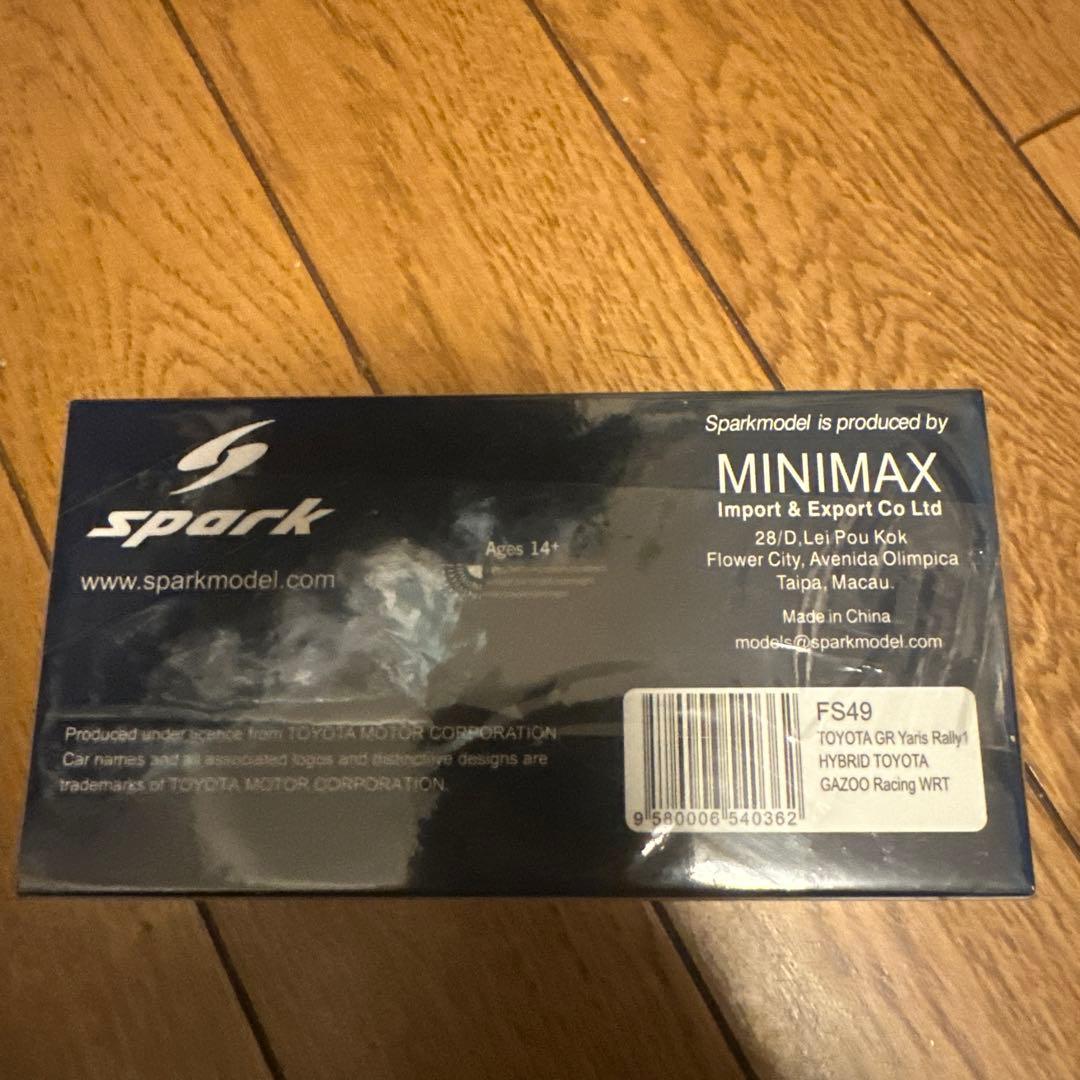 spark
www.sparkmodel.com
Ages 14+
Sparkmodel is produced by
MINIMAX
Import & Export Co Ltd
28/D,Lei Pou Kok
Flower City, Avenida Olimpica
Taipa, Macau.
Made in China
models@sparkmodel.com
Produced under licence from TOYOTA MOTOR CORPORATION
Car names and all associated logos and distinctive designs are
trademarks of TOYOTA MOTOR CORPORATION.
FS49
TOYOTA GR Yaris Rally1
HYBRID TOYOTA
GAZOO Racing WRT
9 580006 540362